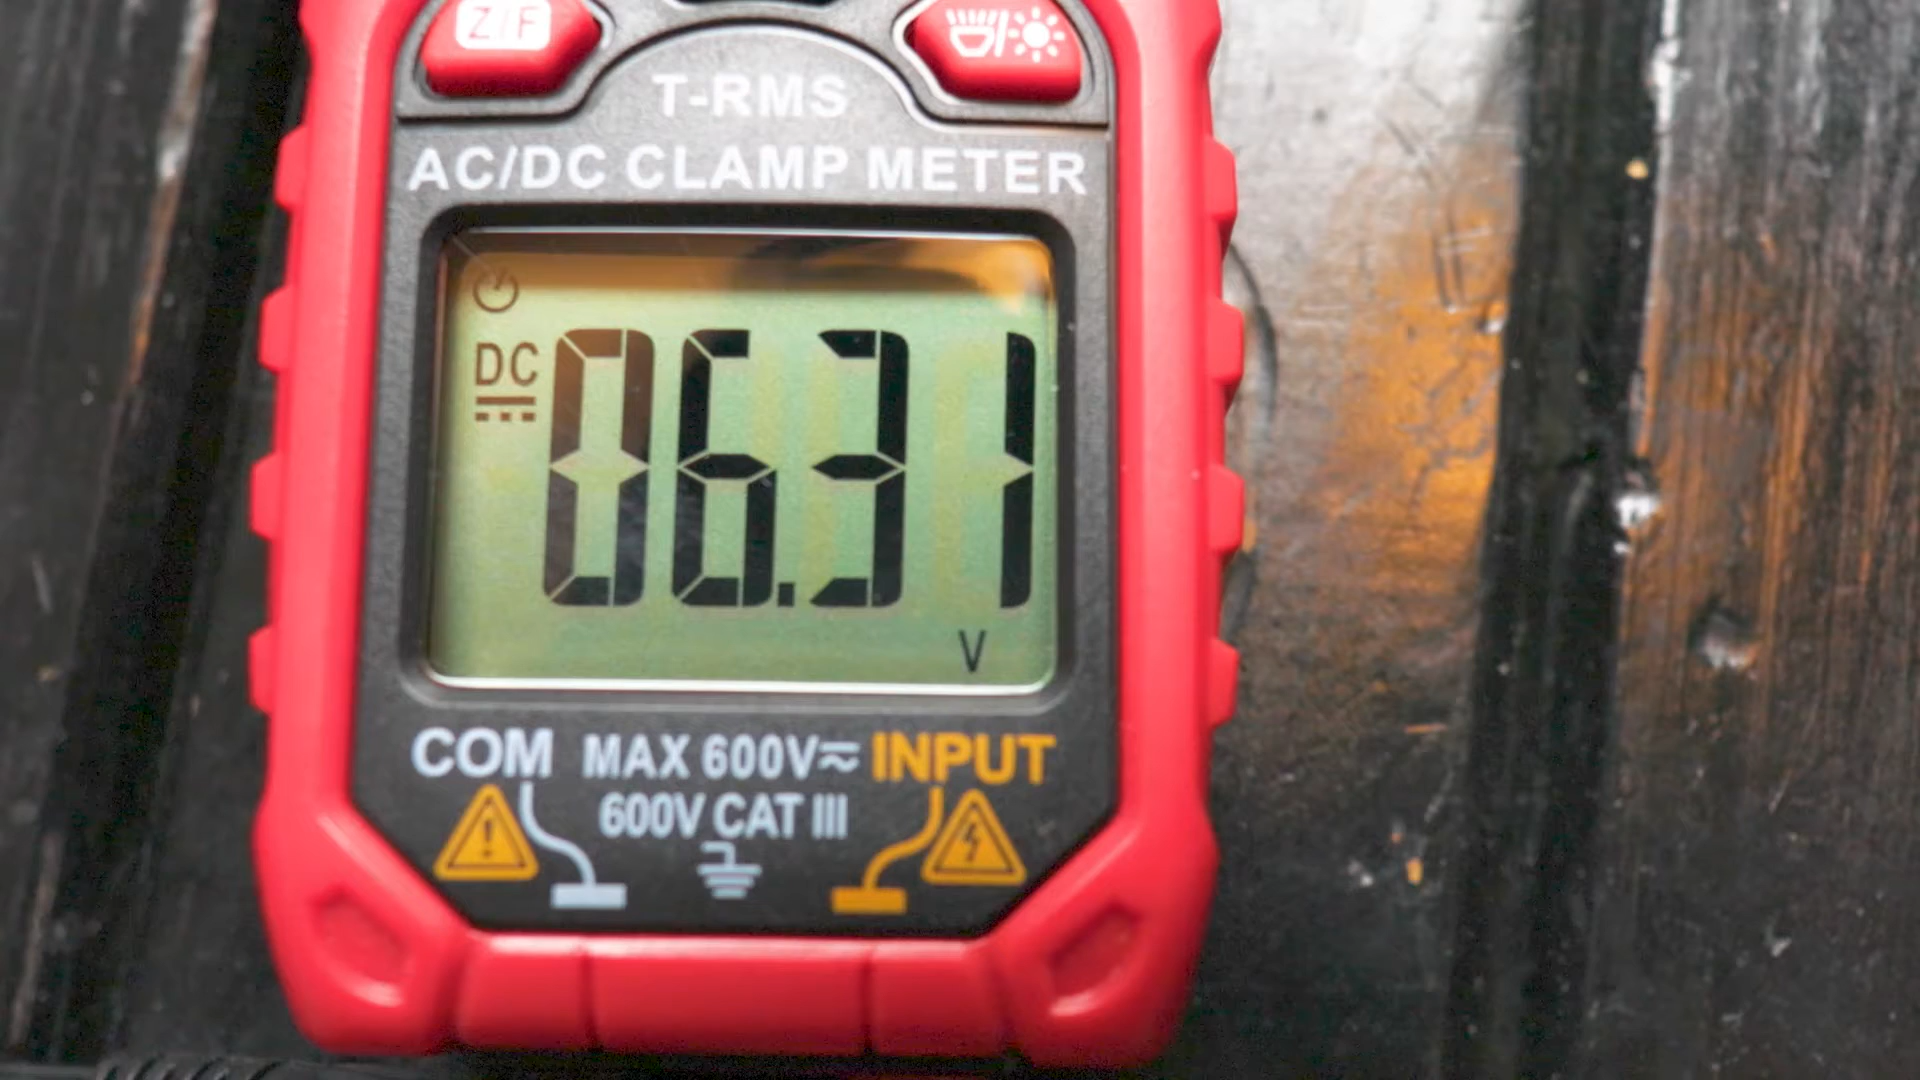 Z/F
T-RMS
AC/DC CLAMP METER
DC
06.31
V
COM MAX 600V⎓~ INPUT
600V CAT III